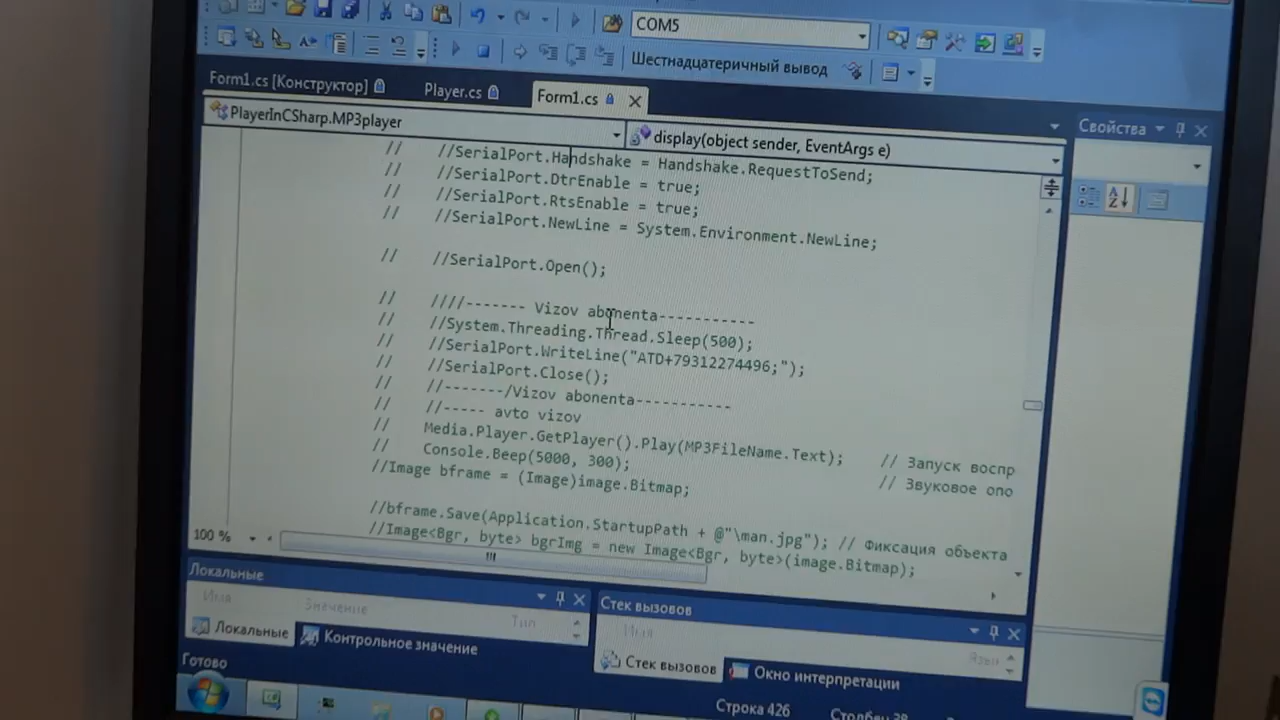 COM5
Шестнадцатеричный вывод
Form1.cs [Конструктор]
Player.cs
Form1.cs
Свойства
PlayerInCSharp.MP3player
display(object sender, EventArgs e)
// //SerialPort.Handshake = Handshake.RequestToSend;
// //SerialPort.DtrEnable = true;
// //SerialPort.RtsEnable = true;
// //SerialPort.NewLine = System.Environment.NewLine;
// //SerialPort.Open();
// ////------- Vizov abonenta-----------
// //System.Threading.Thread.Sleep(500);
// //SerialPort.WriteLine("ATD+79312274496;");
// //SerialPort.Close();
// //-------/Vizov abonenta-----------
// //----- avto vizov
// Media.Player.GetPlayer().Play(MP3FileName.Text); // Запуск воспр
// Console.Beep(5000, 300); // Звуковое опо
//Image bframe = (Image)image.Bitmap;
//bframe.Save(Application.StartupPath + @"\man.jpg"); // Фиксация объекта
//Image<Bgr, byte> bgrImg = new Image<Bgr, byte>(image.Bitmap);
100 %
Локальные
Имя Значение Тип
Локальные
Контрольное значение
Стек вызовов
Имя Язык
Стек вызовов
Окно интерпретации
Готово
Строка 426